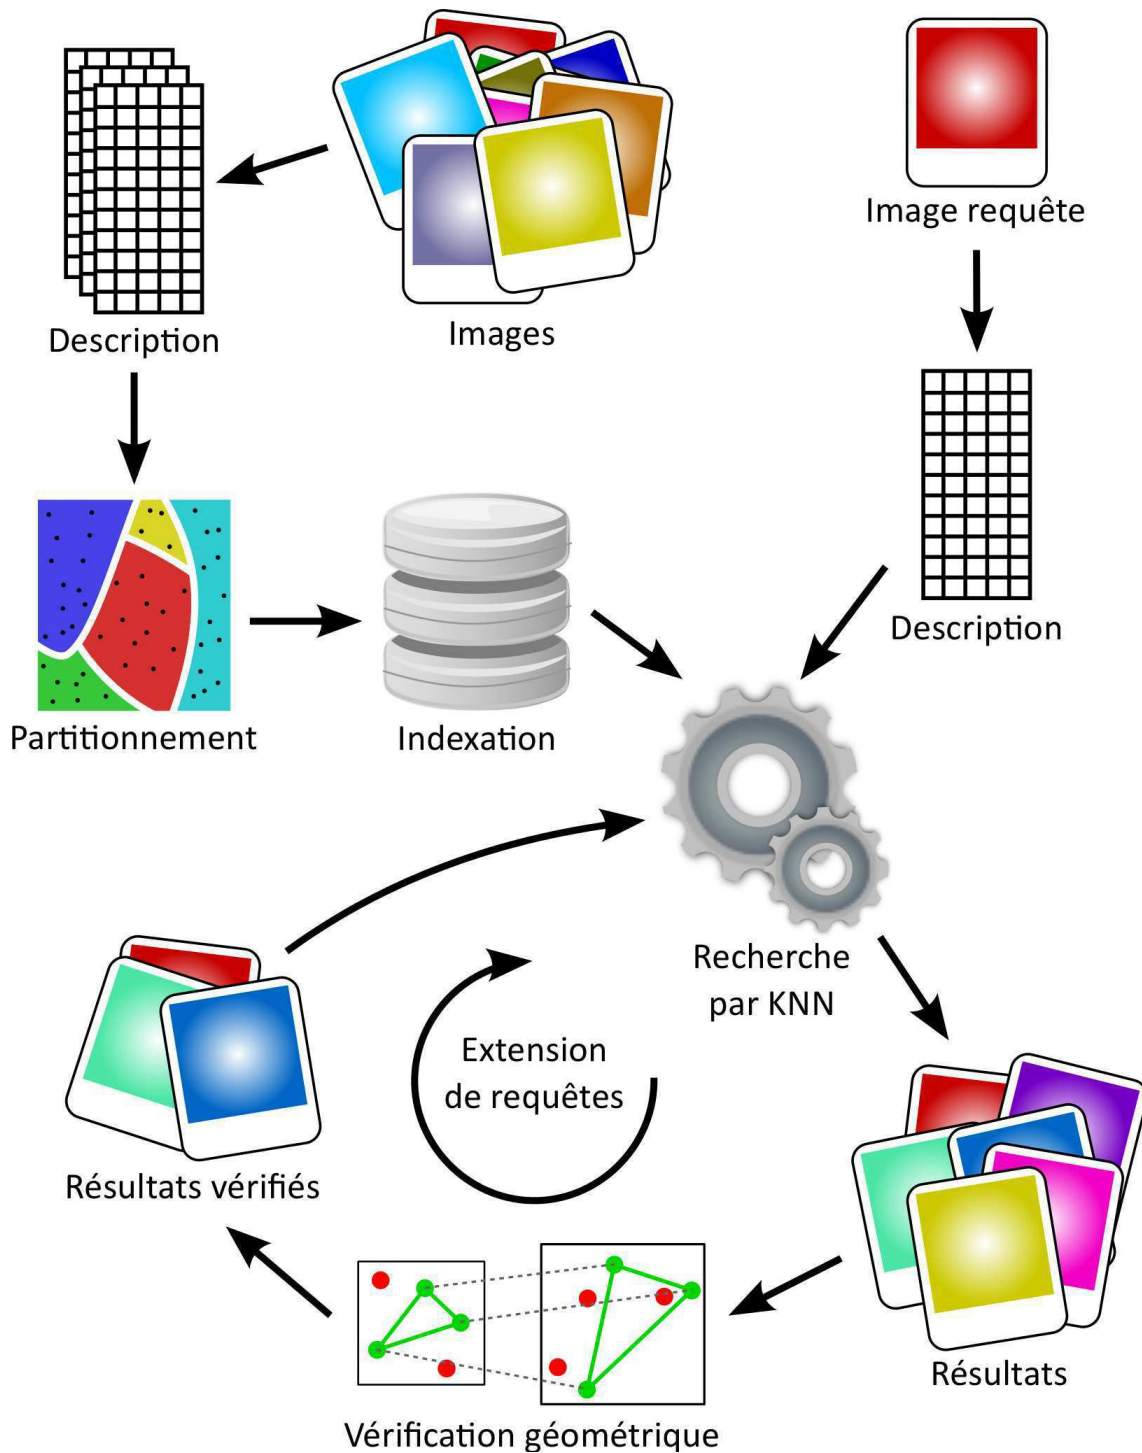 Image requête
Images
Description
Description
Partitionnement
Indexation
Recherche
par KNN
Extension
de requêtes
Résultats vérifiés
Résultats
Vérification géométrique